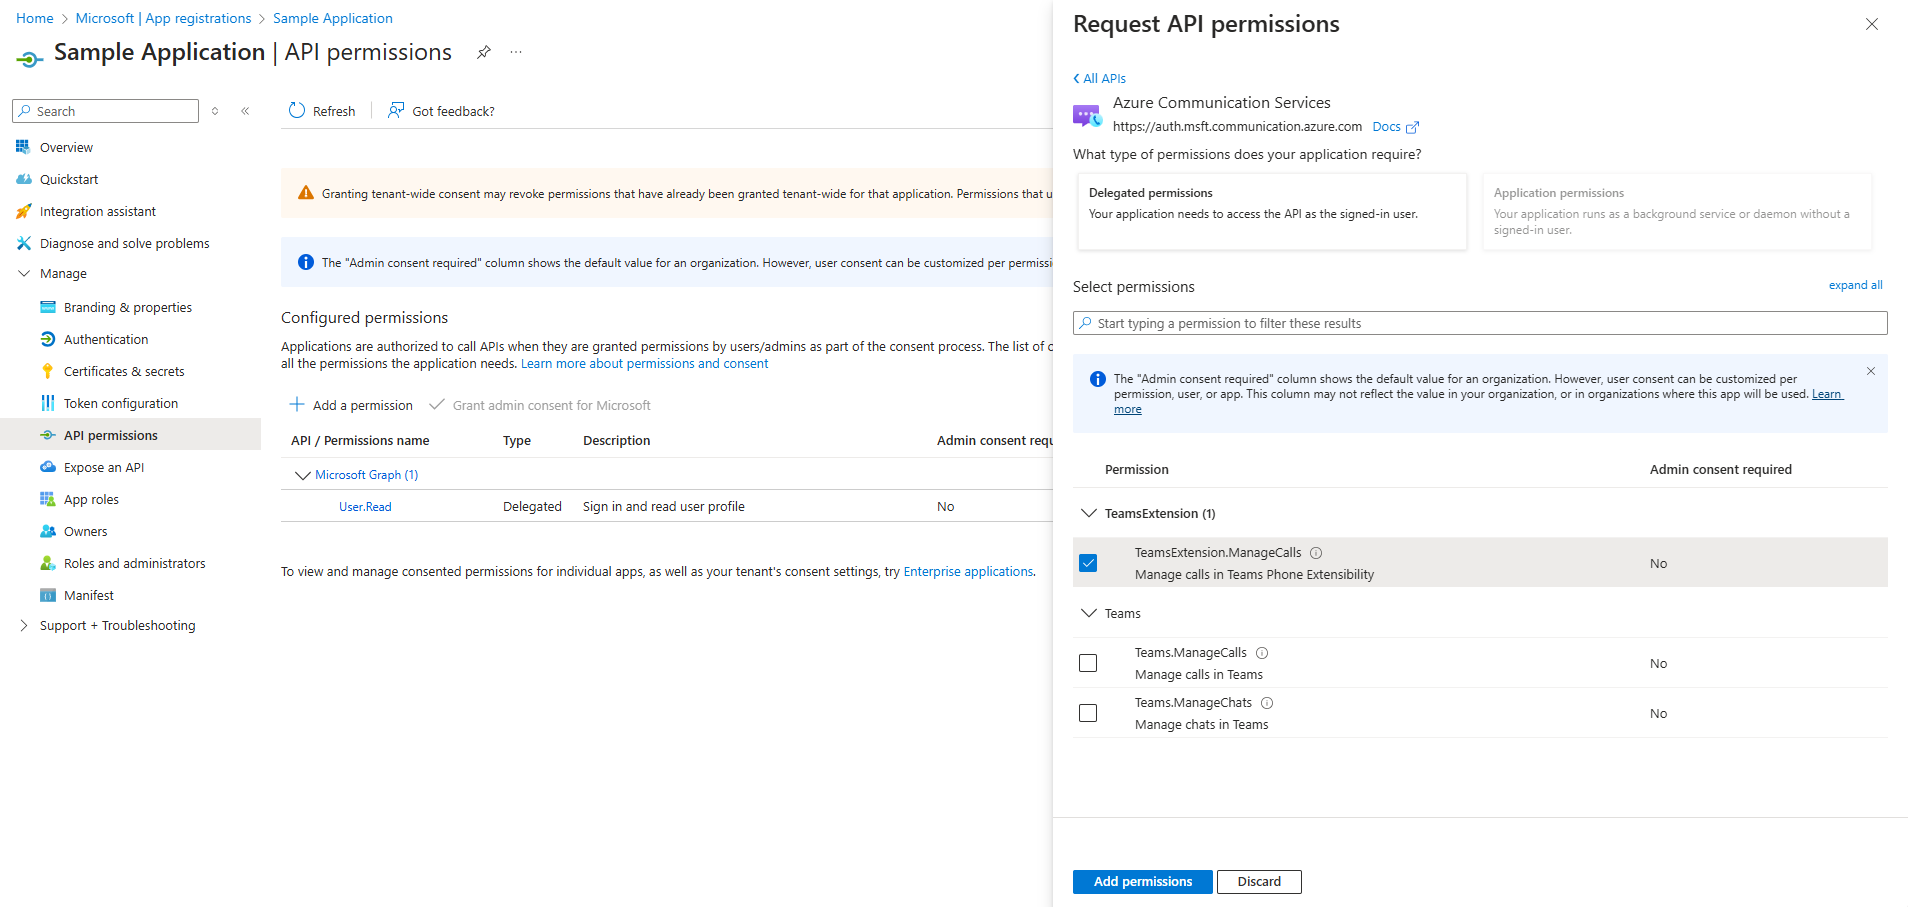 Home > Microsoft | App registrations > Sample Application
Sample Application | API permissions
Search
Overview
Quickstart
Integration assistant
Diagnose and solve problems
Manage
Branding & properties
Authentication
Certificates & secrets
Token configuration
API permissions
Expose an API
App roles
Owners
Roles and administrators
Manifest
Support + Troubleshooting
Refresh
Got feedback?
Granting tenant-wide consent may revoke permissions that have already been granted tenant-wide for that application. Permissions that u
The "Admin consent required" column shows the default value for an organization. However, user consent can be customized per permissi
Configured permissions
Applications are authorized to call APIs when they are granted permissions by users/admins as part of the consent process. The list of c
all the permissions the application needs. Learn more about permissions and consent
Add a permission Grant admin consent for Microsoft
API / Permissions name Type Description Admin consent requ
Microsoft Graph (1)
User.Read Delegated Sign in and read user profile No
To view and manage consented permissions for individual apps, as well as your tenant's consent settings, try Enterprise applications.
Request API permissions
All APIs
Azure Communication Services
https://auth.msft.communication.azure.com Docs
What type of permissions does your application require?
Delegated permissions
Your application needs to access the API as the signed-in user.
Application permissions
Your application runs as a background service or daemon without a
signed-in user.
Select permissions
expand all
Start typing a permission to filter these results
The "Admin consent required" column shows the default value for an organization. However, user consent can be customized per
permission, user, or app. This column may not reflect the value in your organization, or in organizations where this app will be used. Learn
more
Permission Admin consent required
TeamsExtension (1)
TeamsExtension.ManageCalls
Manage calls in Teams Phone Extensibility
No
Teams
Teams.ManageCalls
Manage calls in Teams
No
Teams.ManageChats
Manage chats in Teams
No
Add permissions
Discard